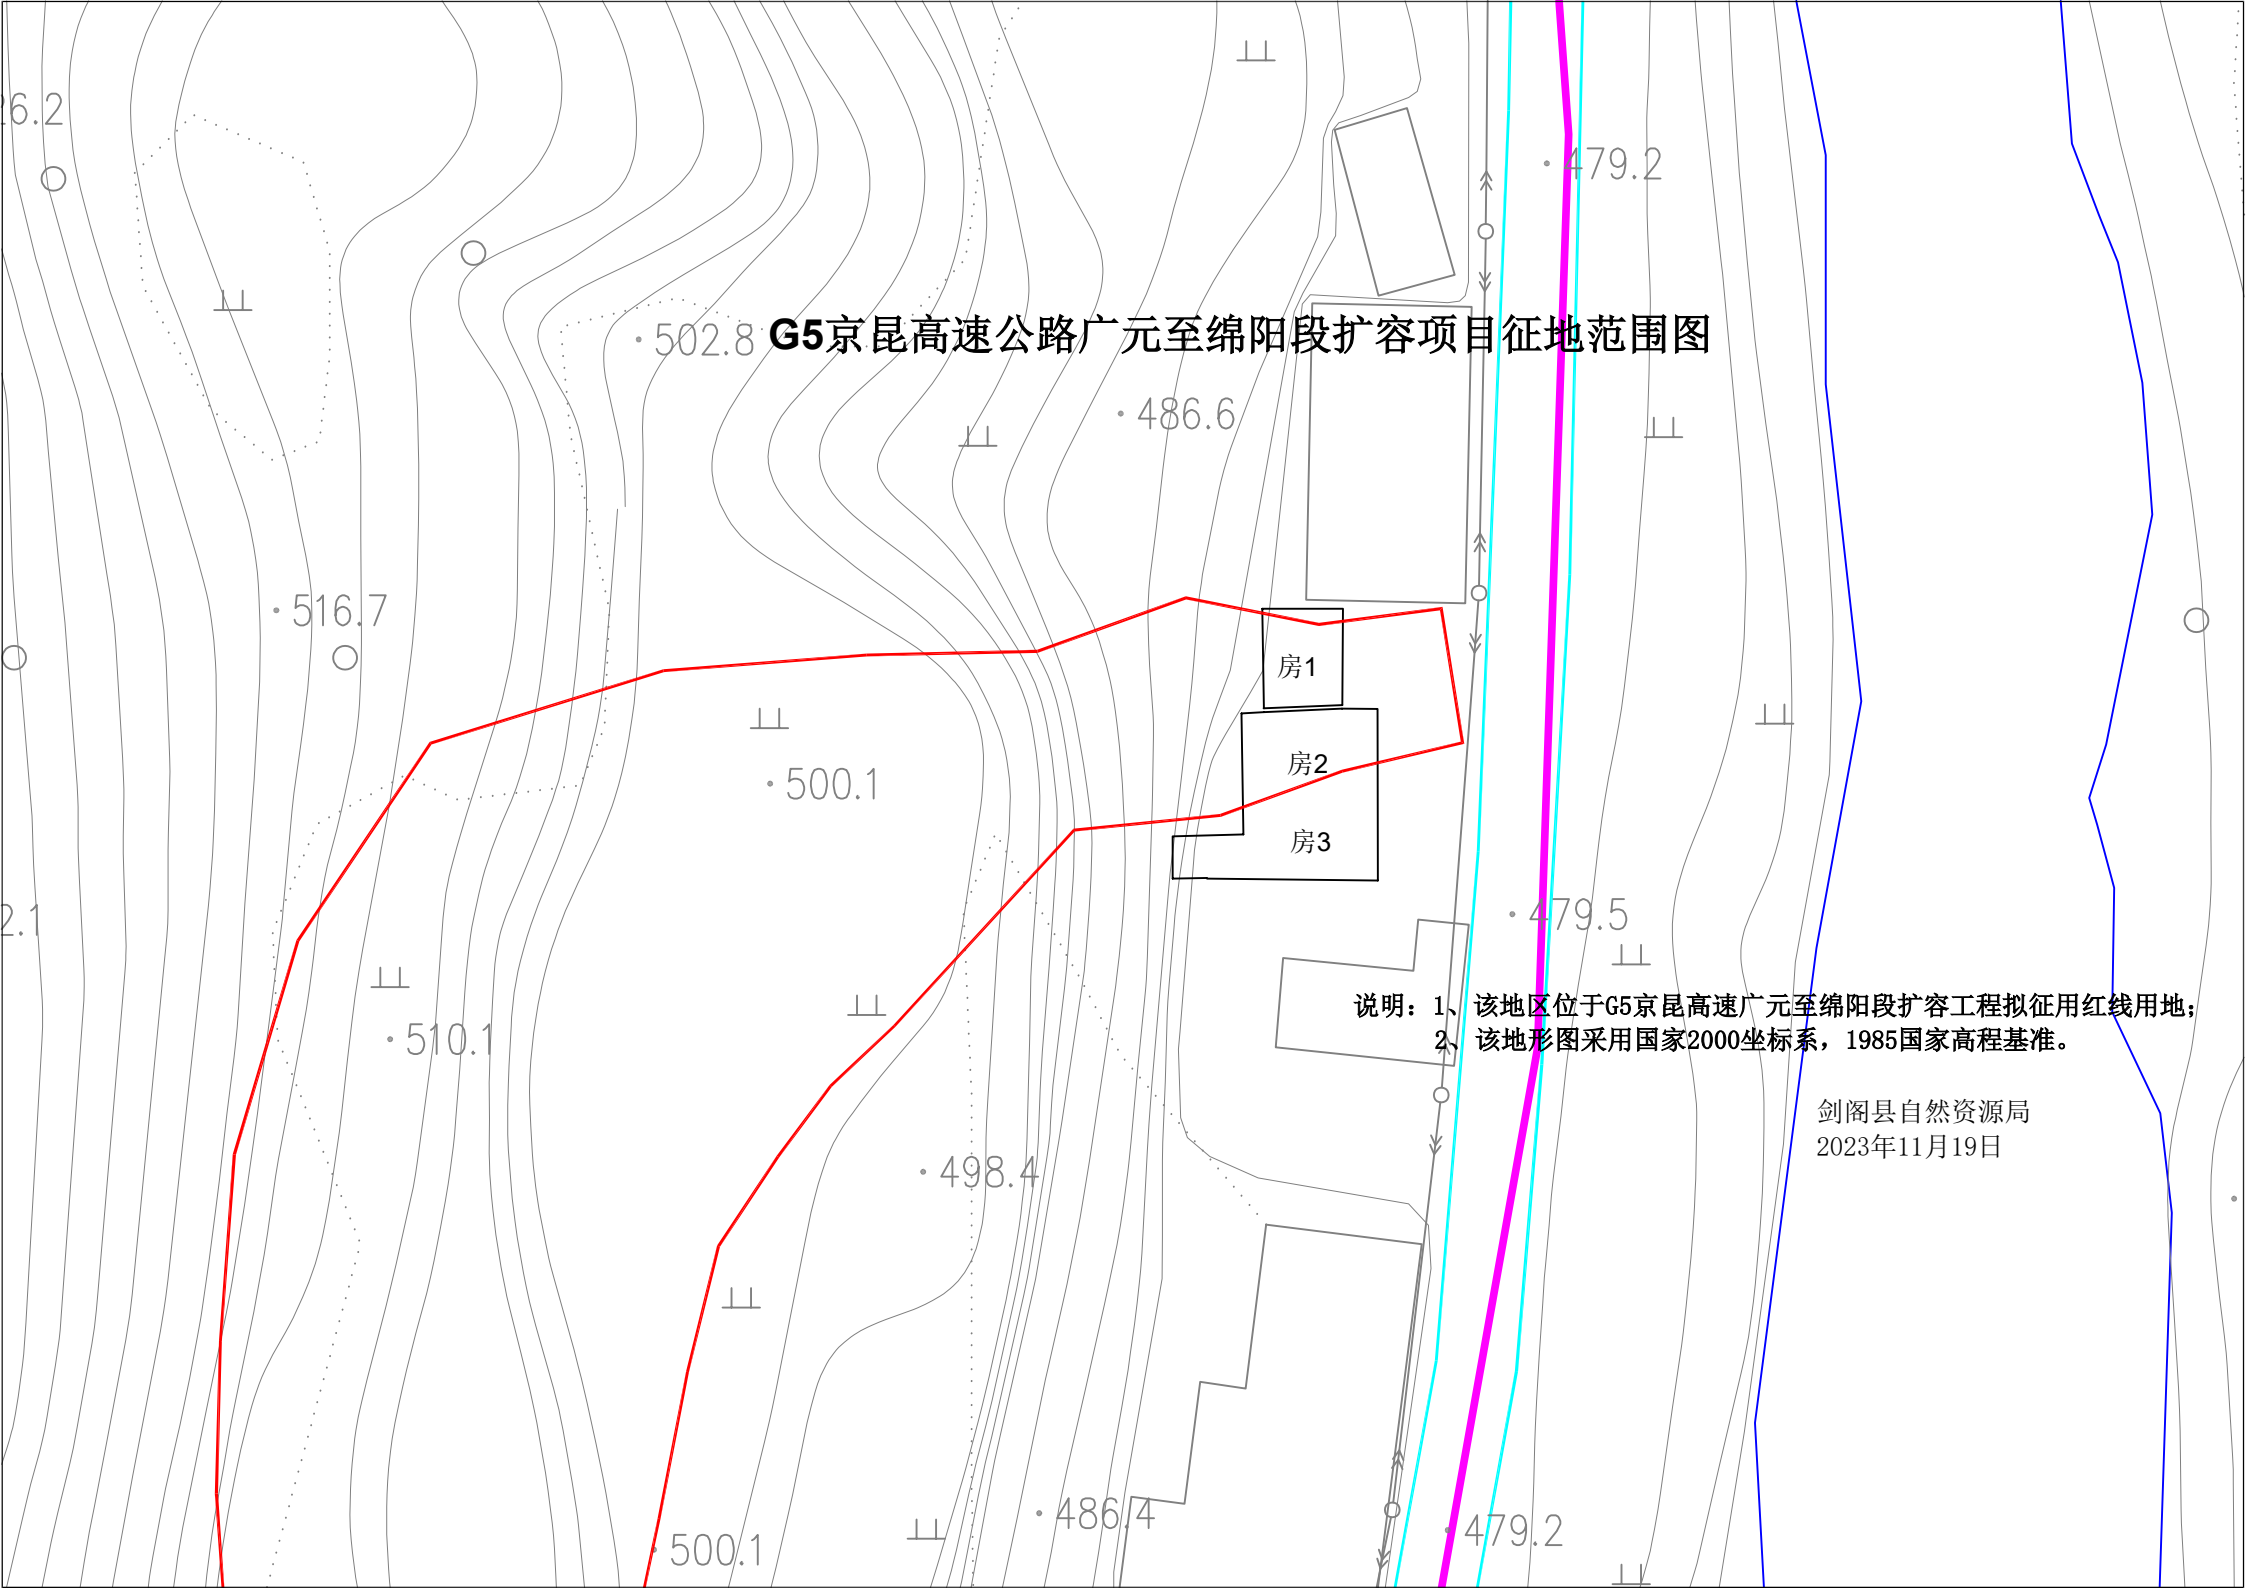 26.2
479.2
502.8
G5京昆高速公路广元至绵阳段扩容项目征地范围图
486.6
516.7
房1
房2
500.1
房3
2.1
479.5
说明：1、该地区位于G5京昆高速广元至绵阳段扩容工程拟征用红线用地；
2、该地形图采用国家2000坐标系，1985国家高程基准。
510.1
剑阁县自然资源局
2023年11月19日
498.4
486.4
479.2
500.1